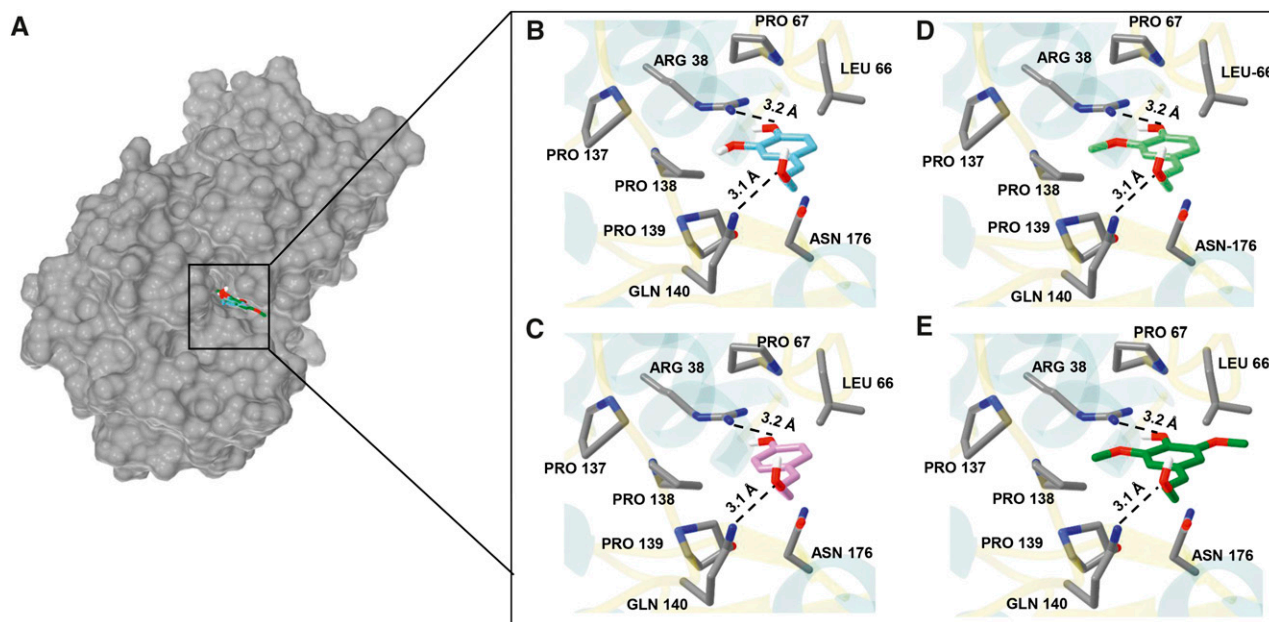 A
B
PRO 67
ARG 38
LEU 66
3.2 Å
PRO 137
PRO 138
3.1 Å
PRO 139
ASN 176
GLN 140
D
PRO 67
ARG 38
LEU-66
3.2 Å
PRO 137
PRO 138
3.1 Å
PRO 139
ASN-176
GLN 140
C
PRO 67
ARG 38
LEU 66
3.2 Å
PRO 137
PRO 138
3.1 Å
PRO 139
ASN 176
GLN 140
E
PRO 67
ARG 38
LEU 66
3.2 Å
PRO 137
PRO 138
3.1 Å
PRO 139
ASN 176
GLN 140